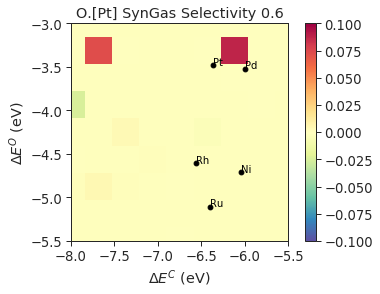 O.[Pt] SynGas Selectivity 0.6
−3.0
−3.5
−4.0
−4.5
−5.0
−5.5
ΔE^O (eV)
Pt
Pd
Rh
Ni
Ru
−8.0 −7.5 −7.0 −6.5 −6.0 −5.5
ΔE^C (eV)
0.100
0.075
0.050
0.025
0.000
−0.025
−0.050
−0.075
−0.100